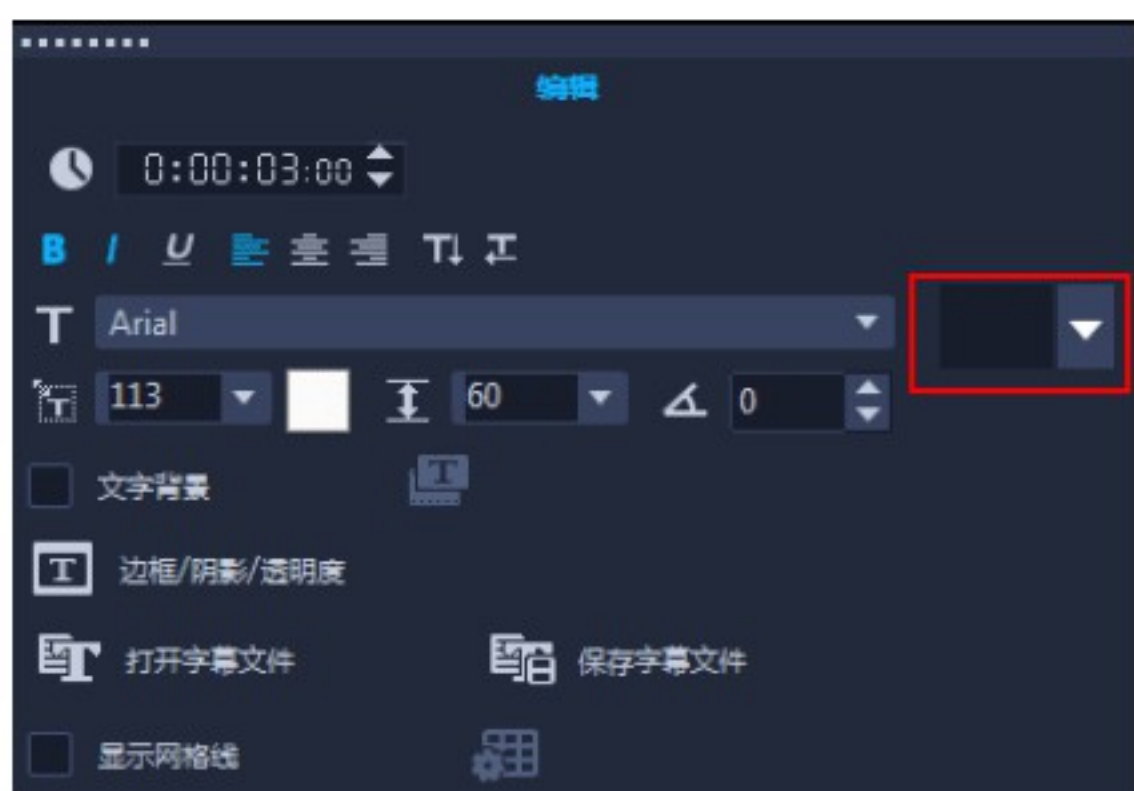 编辑
0:00:03:00
B I U T T
T Arial
T 113 60 0
文字背景 T
T 边框/阴影/透明度
T 打开字幕文件 保存字幕文件
显示网格线